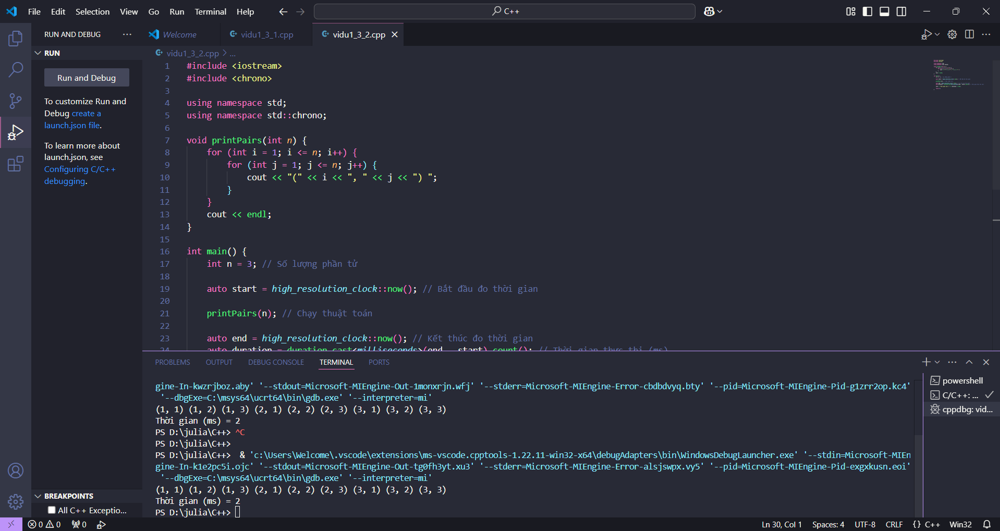 File Edit Selection View Go Run Terminal Help
C++
RUN AND DEBUG
Welcome
vidu1_3_1.cpp
vidu1_3_2.cpp
RUN
Run and Debug
To customize Run and
Debug create a
launch.json file.
To learn more about
launch.json, see
Configuring C/C++
debugging.
BREAKPOINTS
All C++ Exceptio...
vidu1_3_2.cpp > ...
1 #include <iostream>
2 #include <chrono>
3
4 using namespace std;
5 using namespace std::chrono;
6
7 void printPairs(int n) {
8 for (int i = 1; i <= n; i++) {
9 for (int j = 1; j <= n; j++) {
10 cout << "(" << i << ", " << j << ") ";
11 }
12 }
13 cout << endl;
14 }
15
16 int main() {
17 int n = 3; // Số lượng phần tử
18
19 auto start = high_resolution_clock::now(); // Bắt đầu đo thời gian
20
21 printPairs(n); // Chạy thuật toán
22
23 auto end = high_resolution_clock::now(); // Kết thúc đo thời gian
24 auto duration = duration_cast<milliseconds>(end - start).count(); // Thời gian thực thi (ms)
PROBLEMS OUTPUT DEBUG CONSOLE TERMINAL PORTS
gine-In-kwzrjboz.aby' '--stdout=Microsoft-MIEngine-Out-1monxrjn.wfj' '--stderr=Microsoft-MIEngine-Error-cbdbdvyq.bty' '--pid=Microsoft-MIEngine-Pid-g1zrr2op.kc4'
'--dbgExe=C:\msys64\ucrt64\bin\gdb.exe' '--interpreter=mi'
(1, 1) (1, 2) (1, 3) (2, 1) (2, 2) (2, 3) (3, 1) (3, 2) (3, 3)
Thời gian (ms) = 2
PS D:\julia\C++> ^C
PS D:\julia\C++>
PS D:\julia\C++> & 'c:\Users\Welcome\.vscode\extensions\ms-vscode.cpptools-1.22.11-win32-x64\debugAdapters\bin\WindowsDebugLauncher.exe' '--stdin=Microsoft-MIEn
gine-In-k1e2pc5i.ojc' '--stdout=Microsoft-MIEngine-Out-tg0fh3yt.xu3' '--stderr=Microsoft-MIEngine-Error-alsjswpx.vy5' '--pid=Microsoft-MIEngine-Pid-exgxkusn.eoi'
'--dbgExe=C:\msys64\ucrt64\bin\gdb.exe' '--interpreter=mi'
(1, 1) (1, 2) (1, 3) (2, 1) (2, 2) (2, 3) (3, 1) (3, 2) (3, 3)
Thời gian (ms) = 2
PS D:\julia\C++>
powershell
C/C++: ...
cppdbg: vid...
0 0 0
Ln 30, Col 1 Spaces: 4 UTF-8 CRLF {} C++ Win32